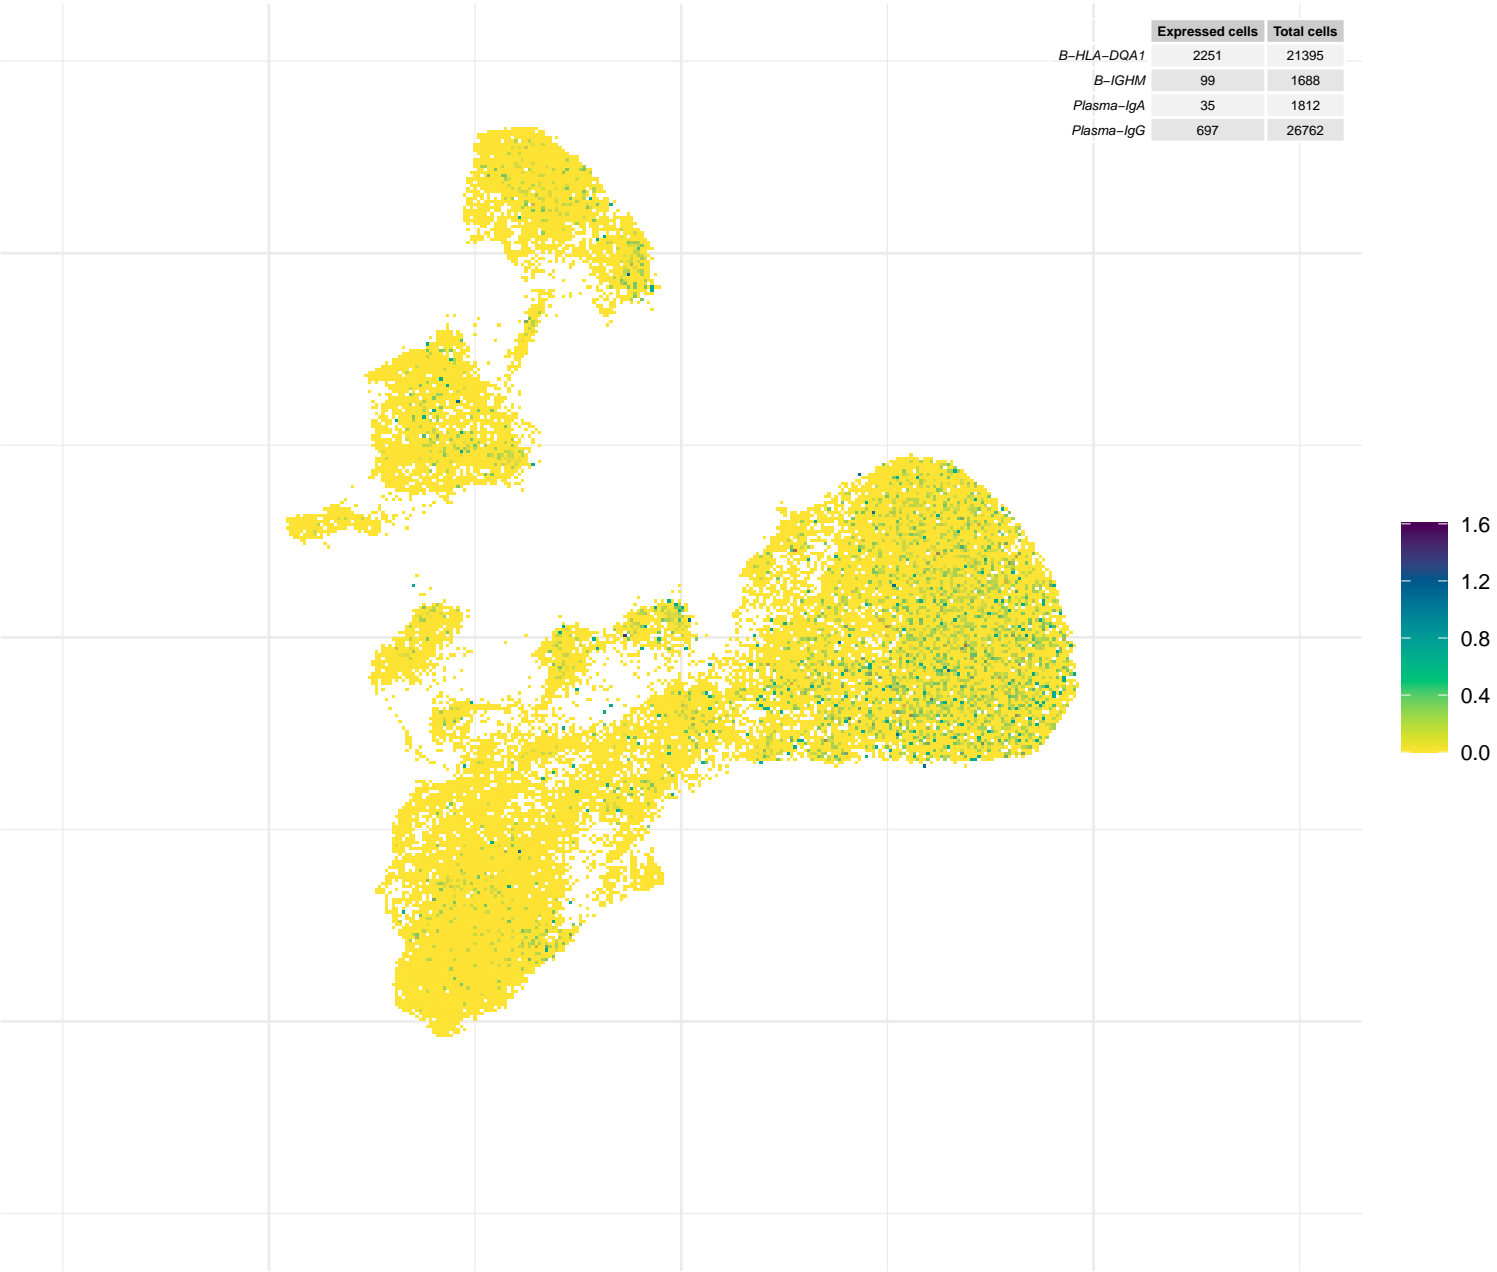 Expressed cells Total cells
B−HLA−DQA1 2251 21395
B−IGHM 99 1688
Plasma−IgA 35 1812
Plasma−IgG 697 26762
1.6
1.2
0.8
0.4
0.0